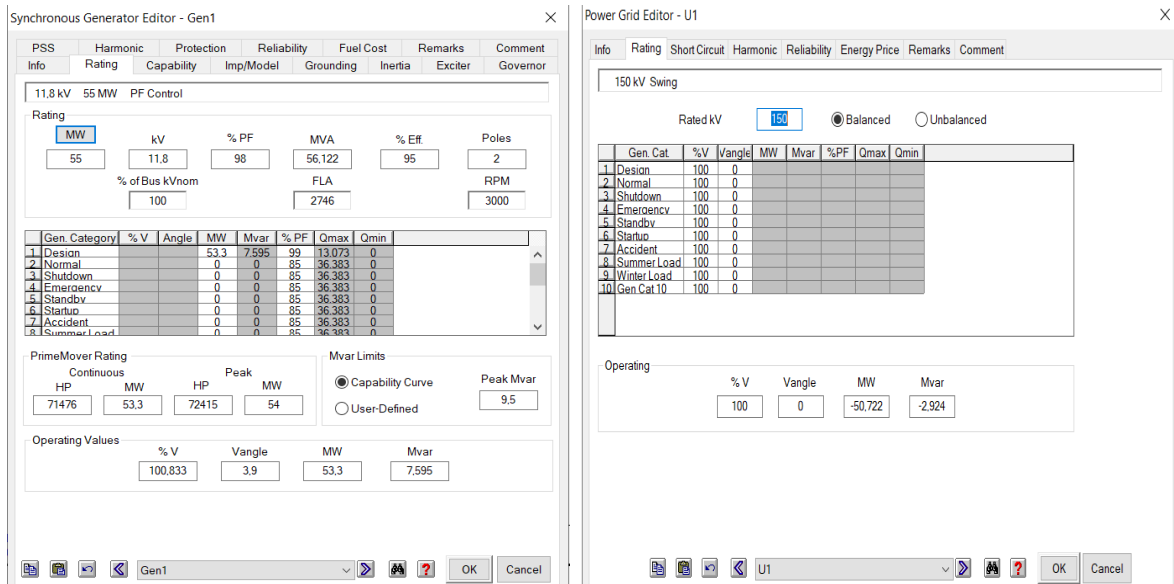 Synchronous Generator Editor - Gen1
PSS Harmonic Protection Reliability Fuel Cost Remarks Comment
Info Rating Capability Imp/Model Grounding Inertia Exciter Governor
11,8 kV 55 MW PF Control
Rating
MW kV % PF MVA % Eff. Poles
55 11.8 98 56,122 95 2
% of Bus kVnom FLA RPM
100 2746 3000
Gen. Category % V Angle MW Mvar % PF Qmax Qmin
1 Design 53.3 7.595 99 13.073 0
2 Normal 0 0 85 36.383 0
3 Shutdown 0 0 85 36.383 0
4 Emergency 0 0 85 36.383 0
5 Standby 0 0 85 36.383 0
6 Startup 0 0 85 36.383 0
7 Accident 0 0 85 36.383 0
8 Summer Load 0 0 85 36.383 0
PrimeMover Rating
Continuous Peak
HP MW HP MW
71476 53,3 72415 54
Mvar Limits
Capability Curve
User-Defined
Peak Mvar
9,5
Operating Values
% V Vangle MW Mvar
100,833 3,9 53,3 7,595
Gen1 OK Cancel
Power Grid Editor - U1
Info Rating Short Circuit Harmonic Reliability Energy Price Remarks Comment
150 kV Swing
Rated kV 150 Balanced Unbalanced
Gen. Cat. %V Vangle MW Mvar %PF Qmax Qmin
1 Design 100 0
2 Normal 100 0
3 Shutdown 100 0
4 Emergency 100 0
5 Standby 100 0
6 Startup 100 0
7 Accident 100 0
8 Summer Load 100 0
9 Winter Load 100 0
10 Gen Cat 10 100 0
Operating
% V Vangle MW Mvar
100 0 -50,722 -2,924
U1 OK Cancel